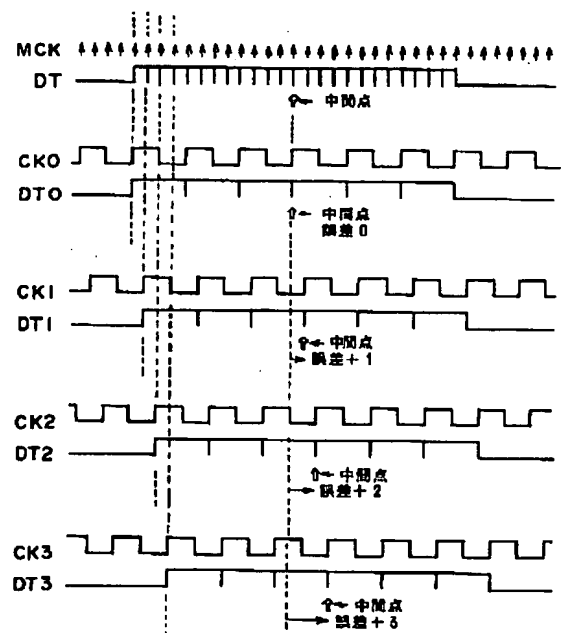 MCK
DT
中間点
CK0
DT0
中間点
誤差0
CK1
DT1
中間点
誤差+1
CK2
DT2
中間点
誤差+2
CK3
DT3
中間点
誤差+3